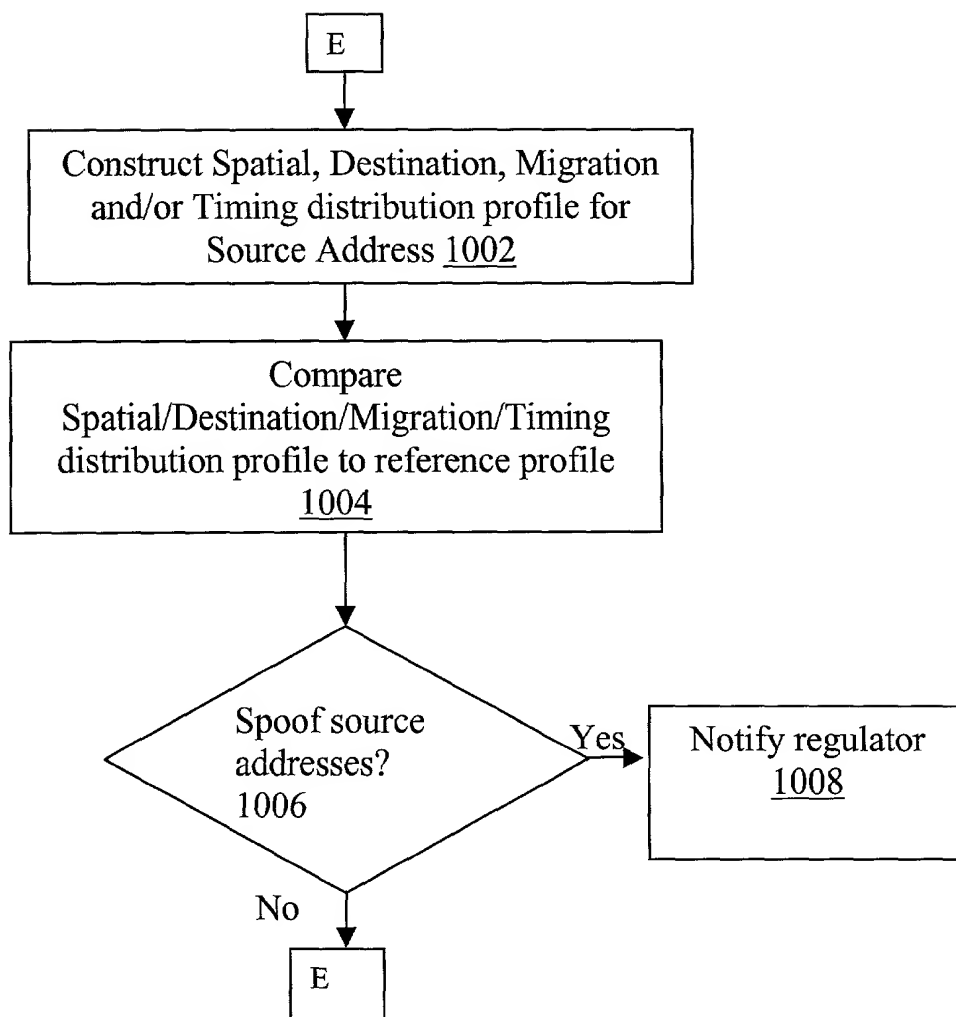 E
Construct Spatial, Destination, Migration
and/or Timing distribution profile for
Source Address 1002
Compare
Spatial/Destination/Migration/Timing
distribution profile to reference profile
1004
Spoof source
addresses?
1006
Yes
Notify regulator
1008
No
E